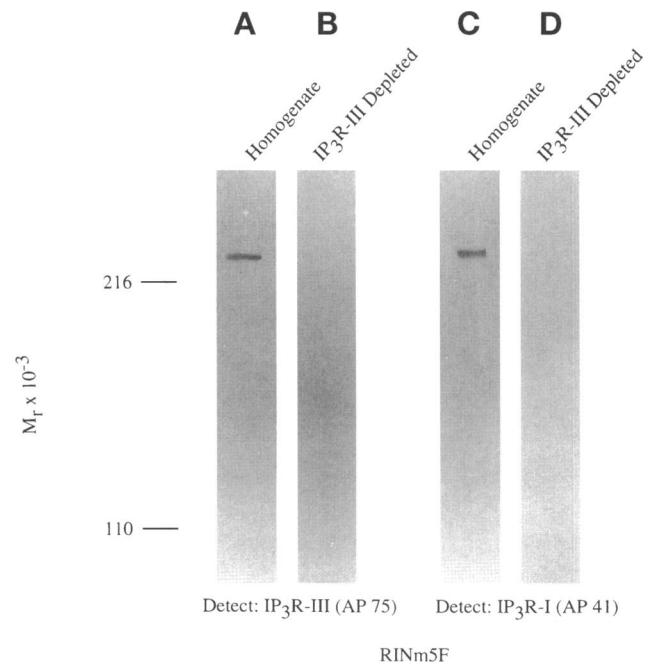 A B C D
Homogenate
IP3R-III Depleted
Homogenate
IP3R-III Depleted
216
Mr x 10-3
110
Detect: IP3R-III (AP 75)
Detect: IP3R-I (AP 41)
RINm5F